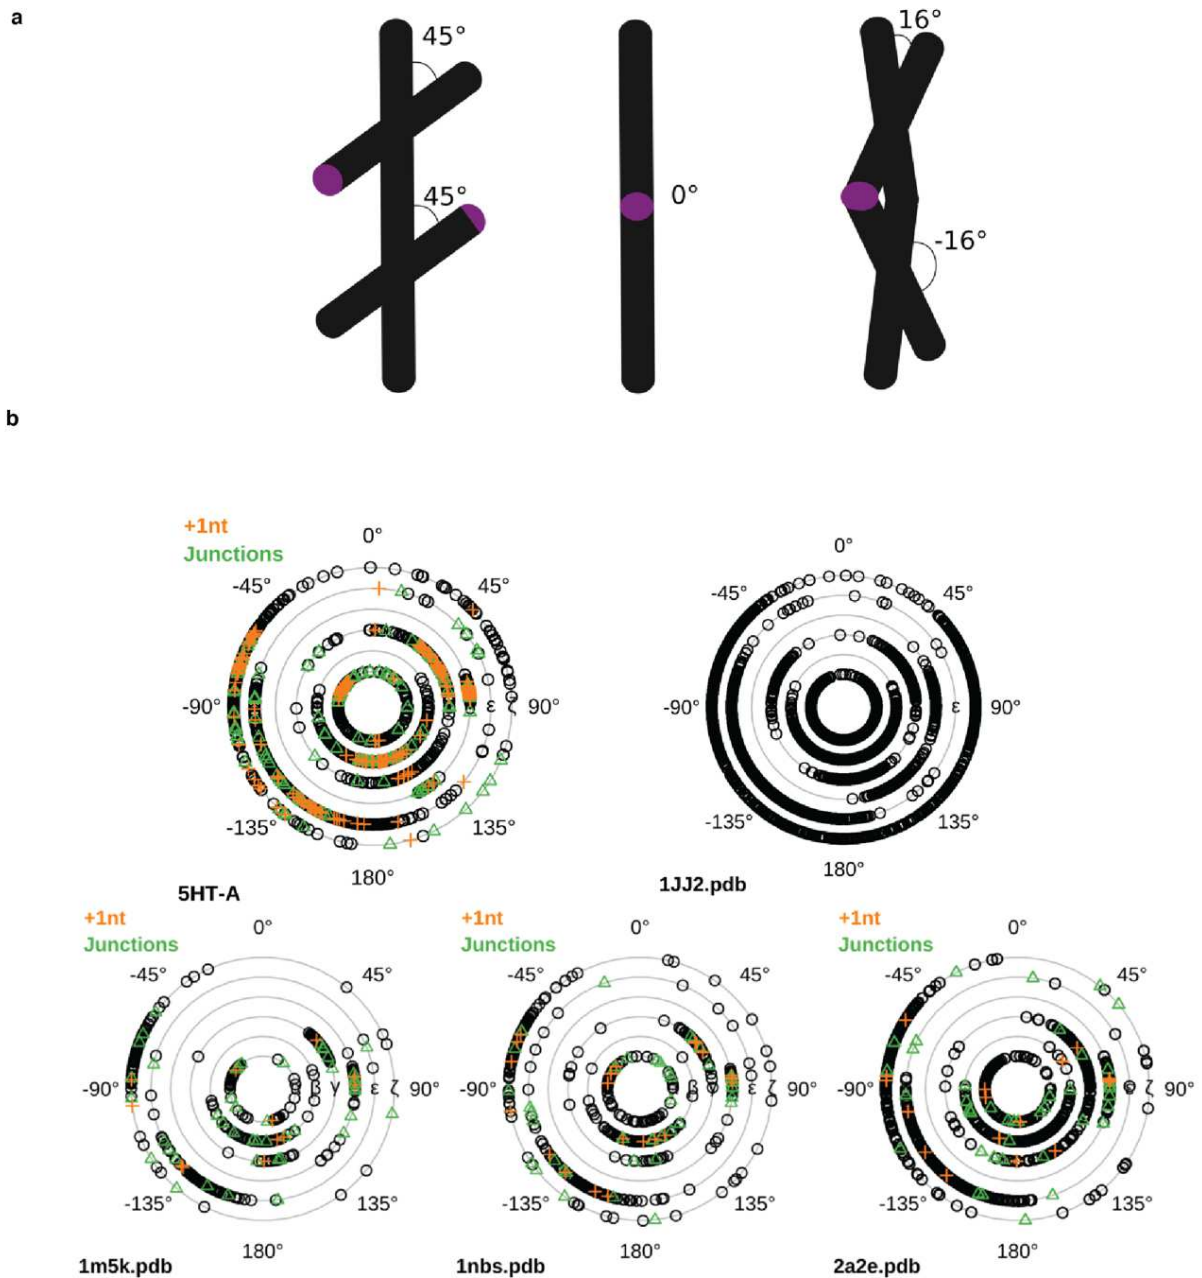 a
45°
45°
0°
16°
-16°
b
+1nt
Junctions
0°
45°
90°
135°
180°
-135°
-90°
-45°
ε
ζ
5HT-A
0°
45°
90°
135°
180°
-135°
-90°
-45°
ε
1JJ2.pdb
+1nt
Junctions
0°
45°
90°
135°
180°
-135°
-90°
-45°
γ
ε
ζ
1m5k.pdb
+1nt
Junctions
0°
45°
90°
135°
180°
-135°
-90°
-45°
β
ε
ζ
1nbs.pdb
+1nt
Junctions
0°
45°
90°
135°
180°
-135°
-90°
-45°
ζ
2a2e.pdb